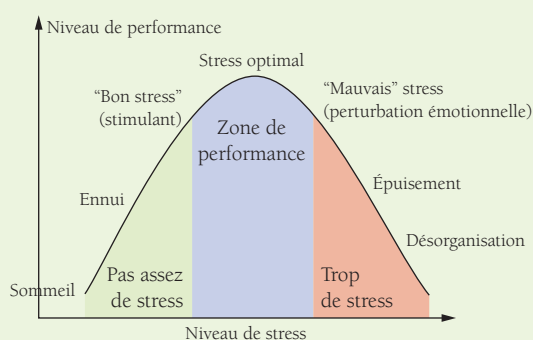 Niveau de performance
Stress optimal
“Bon stress”
(stimulant)
“Mauvais” stress
(perturbation émotionnelle)
Zone de
performance
Ennui
Épuisement
Désorganisation
Sommeil
Pas assez
de stress
Trop
de stress
Niveau de stress